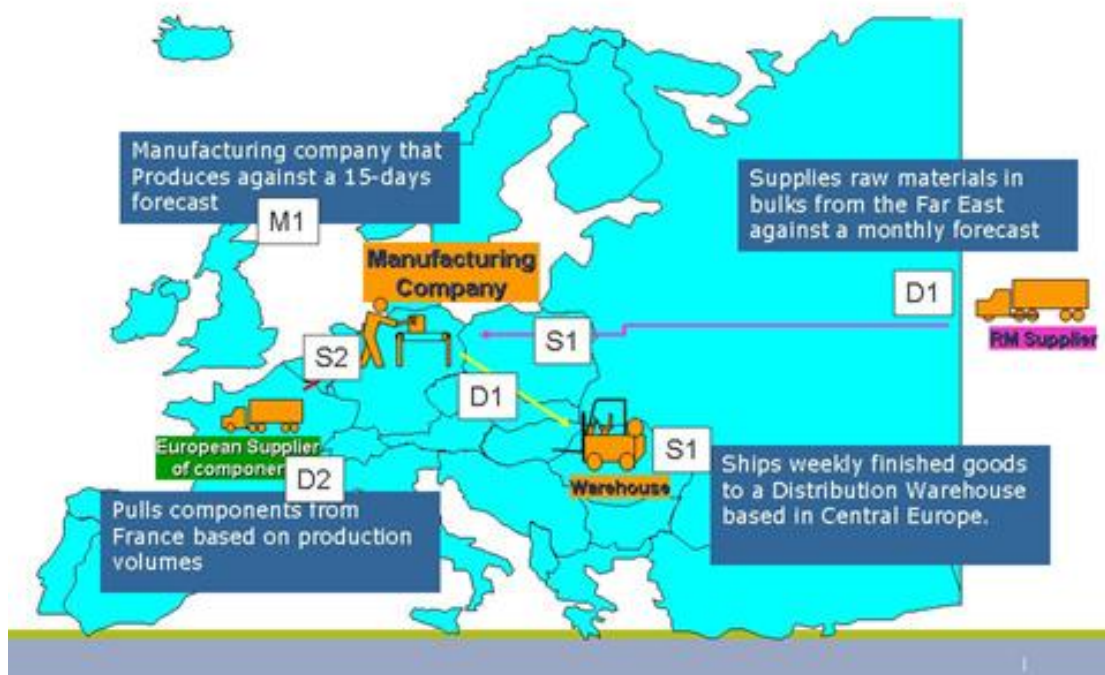 Manufacturing company that
Produces against a 15-days
forecast
M1
Supplies raw materials in
bulks from the Far East
against a monthly forecast
Manufacturing
Company
D1
RM Supplier
S1
S2
D1
European Supplier
of componen
D2
S1
Warehouse
Ships weekly finished goods
to a Distribution Warehouse
based in Central Europe.
Pulls components from
France based on production
volumes